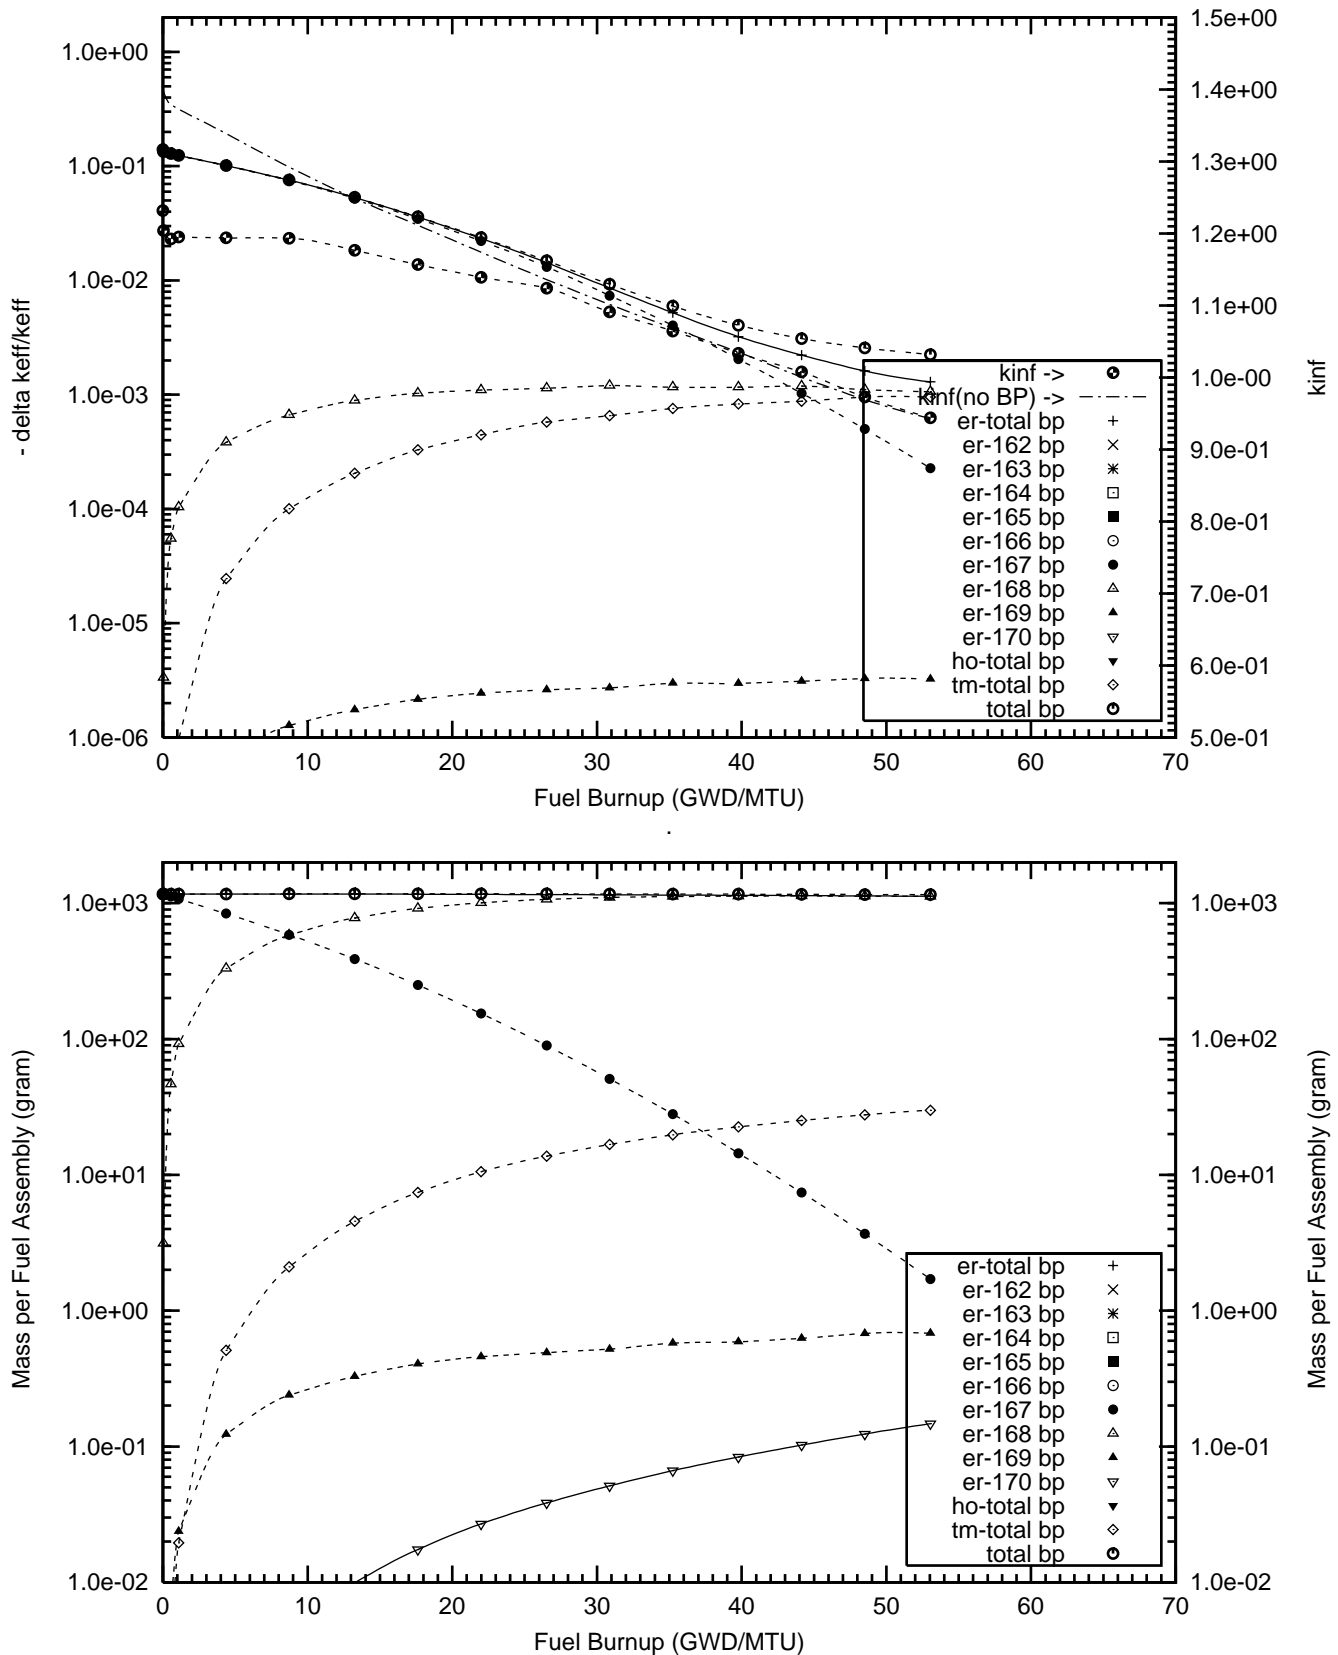 1.0e+00
1.0e-01
1.0e-02
1.0e-03
1.0e-04
1.0e-05
1.0e-06
- delta keff/keff
1.5e+00
1.4e+00
1.3e+00
1.2e+00
1.1e+00
1.0e-00
9.0e-01
8.0e-01
7.0e-01
6.0e-01
5.0e-01
kinf
kinf ->
kinf(no BP) ->
er-total bp
er-162 bp
er-163 bp
er-164 bp
er-165 bp
er-166 bp
er-167 bp
er-168 bp
er-169 bp
er-170 bp
ho-total bp
tm-total bp
total bp
0 10 20 30 40 50 60 70
Fuel Burnup (GWD/MTU)
.
1.0e+03
1.0e+02
1.0e+01
1.0e+00
1.0e-01
1.0e-02
Mass per Fuel Assembly (gram)
1.0e+03
1.0e+02
1.0e+01
1.0e+00
1.0e-01
1.0e-02
Mass per Fuel Assembly (gram)
er-total bp
er-162 bp
er-163 bp
er-164 bp
er-165 bp
er-166 bp
er-167 bp
er-168 bp
er-169 bp
er-170 bp
ho-total bp
tm-total bp
total bp
0 10 20 30 40 50 60 70
Fuel Burnup (GWD/MTU)